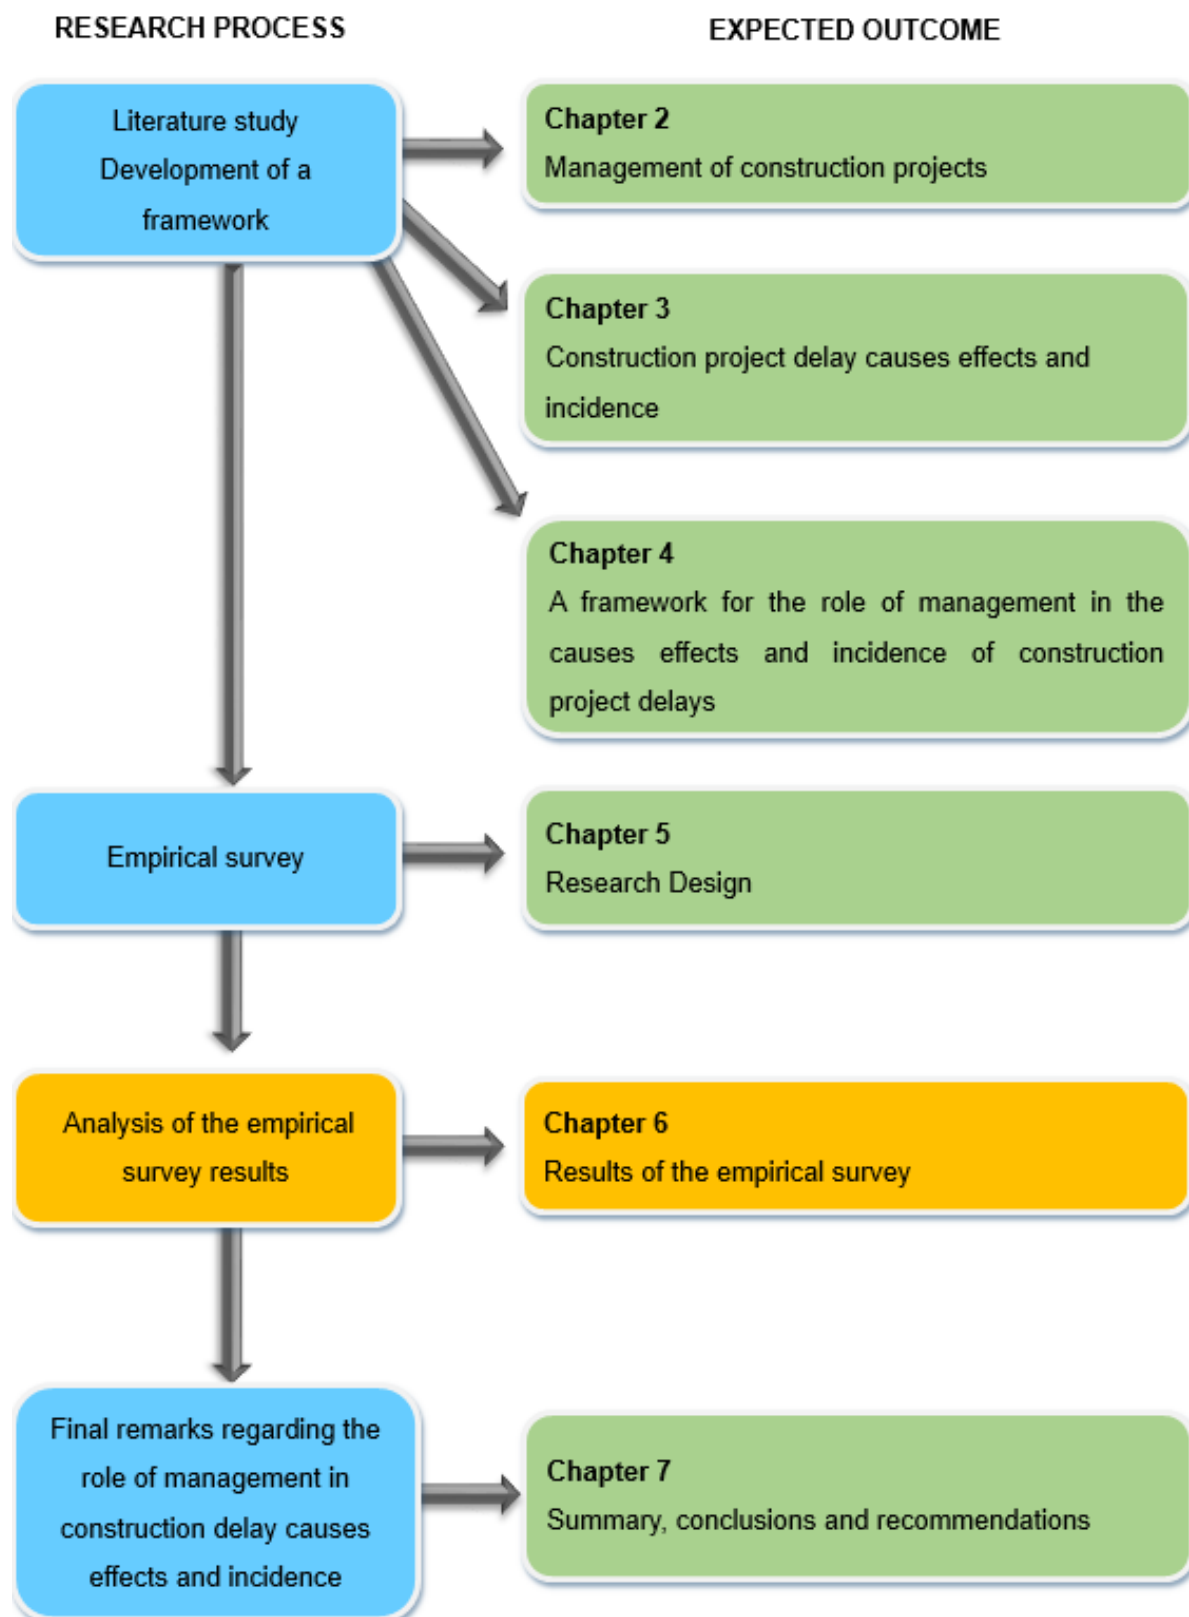 RESEARCH PROCESS
EXPECTED OUTCOME
Literature study
Development of a
framework
Chapter 2
Management of construction projects
Chapter 3
Construction project delay causes effects and
incidence
Chapter 4
A framework for the role of management in the
causes effects and incidence of construction
project delays
Empirical survey
Chapter 5
Research Design
Analysis of the empirical
survey results
Chapter 6
Results of the empirical survey
Final remarks regarding the
role of management in
construction delay causes
effects and incidence
Chapter 7
Summary, conclusions and recommendations